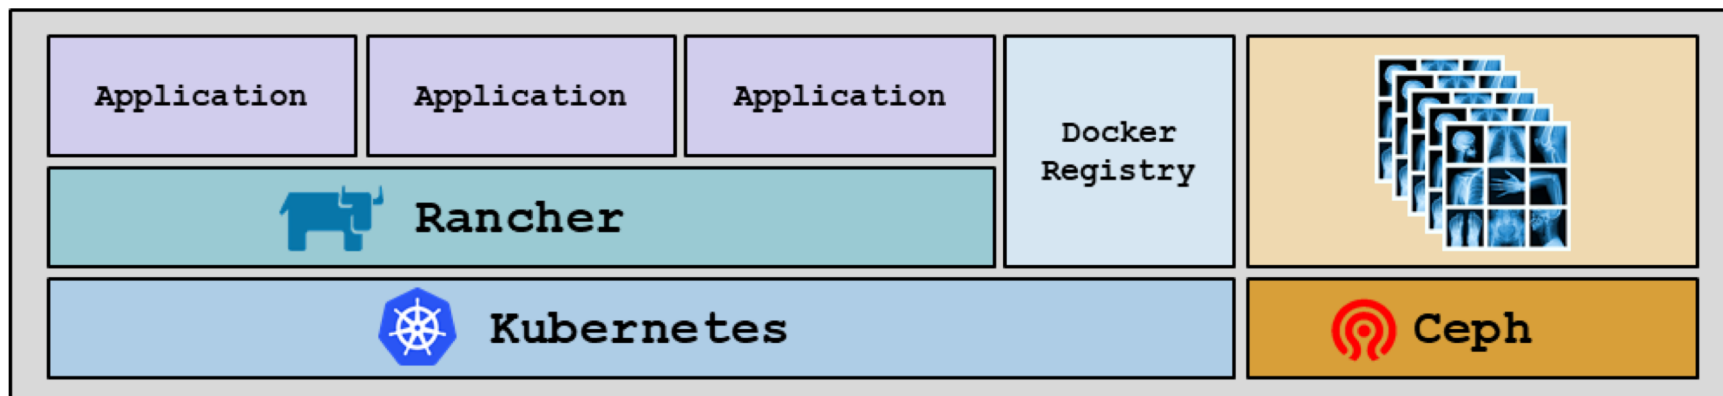 Application
Application
Application
Docker
Registry
Rancher
Kubernetes
Ceph